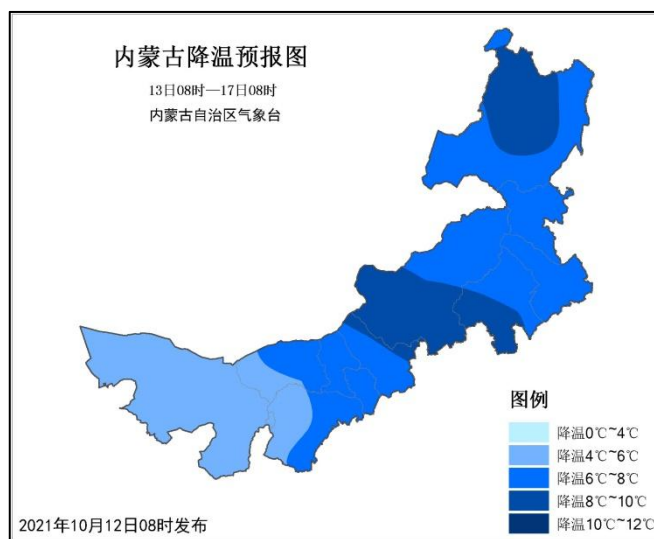 内蒙古降温预报图
13日08时—17日08时
内蒙古自治区气象台
图例
降温0℃~4℃
降温4℃~6℃
降温6℃~8℃
降温8℃~10℃
降温10℃~12℃
2021年10月12日08时发布